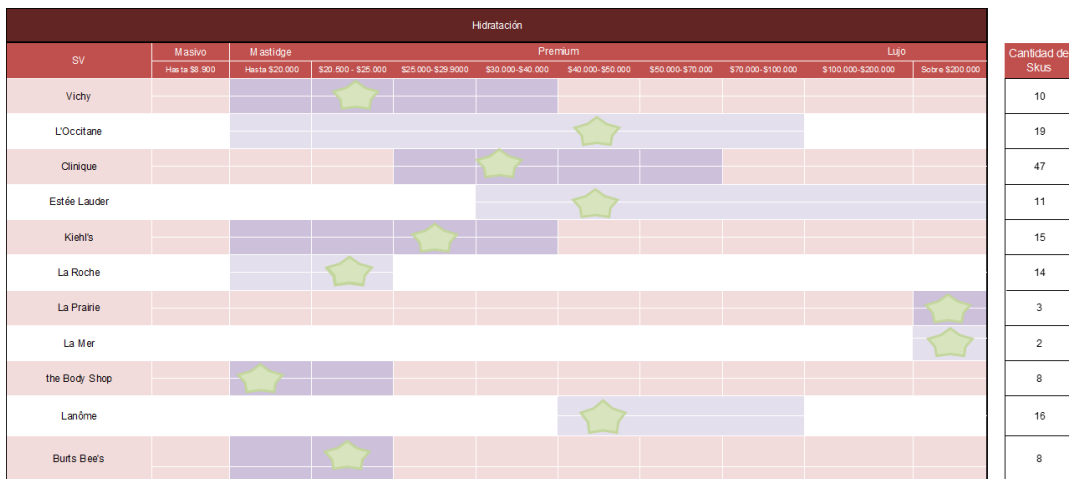 Hidratación
SV
Masivo
Mastidge
Premium
Lujo
Cantidad de
Skus
Hasta $8.900
Hasta $20.000
$20.500 - $25.000
$25.000-$29.9000
$30.000-$40.000
$40.000-$50.000
$50.000-$70.000
$70.000-$100.000
$100.000-$200.000
Sobre $200.000
Vichy
10
L'Occitane
19
Clinique
47
Estée Lauder
11
Kiehl's
15
La Roche
14
La Prairie
3
La Mer
2
the Body Shop
8
Lanôme
16
Burts Bee's
8